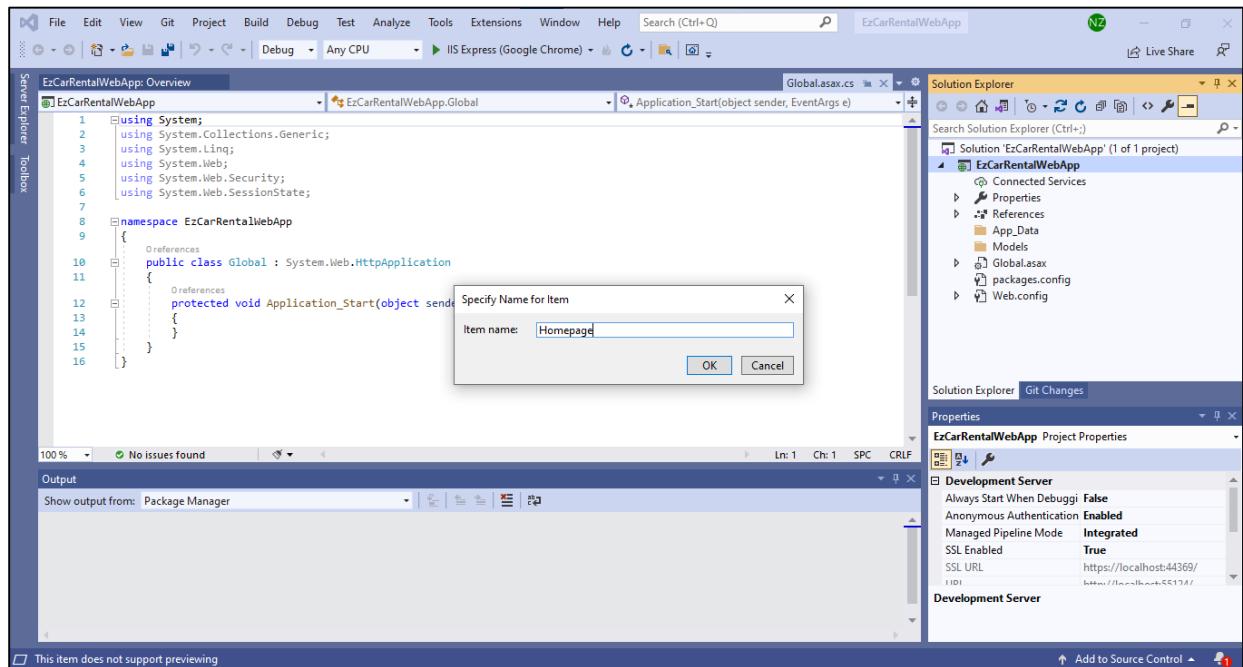 File Edit View Git Project Build Debug Test Analyze Tools Extensions Window Help Search (Ctrl+Q) EzCarRentalWebApp NZ
Debug Any CPU IIS Express (Google Chrome) Live Share
Server Explorer
Toolbox
EzCarRentalWebApp: Overview Global.asax.cs
EzCarRentalWebApp EzCarRentalWebApp.Global Application_Start(object sender, EventArgs e)
1 using System;
2 using System.Collections.Generic;
3 using System.Linq;
4 using System.Web;
5 using System.Web.Security;
6 using System.Web.SessionState;
7
8 namespace EzCarRentalWebApp
9 {
0 references
10 public class Global : System.Web.HttpApplication
11 {
0 references
12 protected void Application_Start(object sende
13 {
14 }
15 }
16 }
100 % No issues found Ln: 1 Ch: 1 SPC CRLF
Specify Name for Item
Item name: Homepage
OK Cancel
Output
Show output from: Package Manager
Solution Explorer
Search Solution Explorer (Ctrl+;)
Solution 'EzCarRentalWebApp' (1 of 1 project)
EzCarRentalWebApp
Connected Services
Properties
References
App_Data
Models
Global.asax
packages.config
Web.config
Solution Explorer Git Changes
Properties
EzCarRentalWebApp Project Properties
Development Server
Always Start When Debuggi False
Anonymous Authentication Enabled
Managed Pipeline Mode Integrated
SSL Enabled True
SSL URL https://localhost:44369/
URL http://localhost:55124/
Development Server
This item does not support previewing Add to Source Control 1